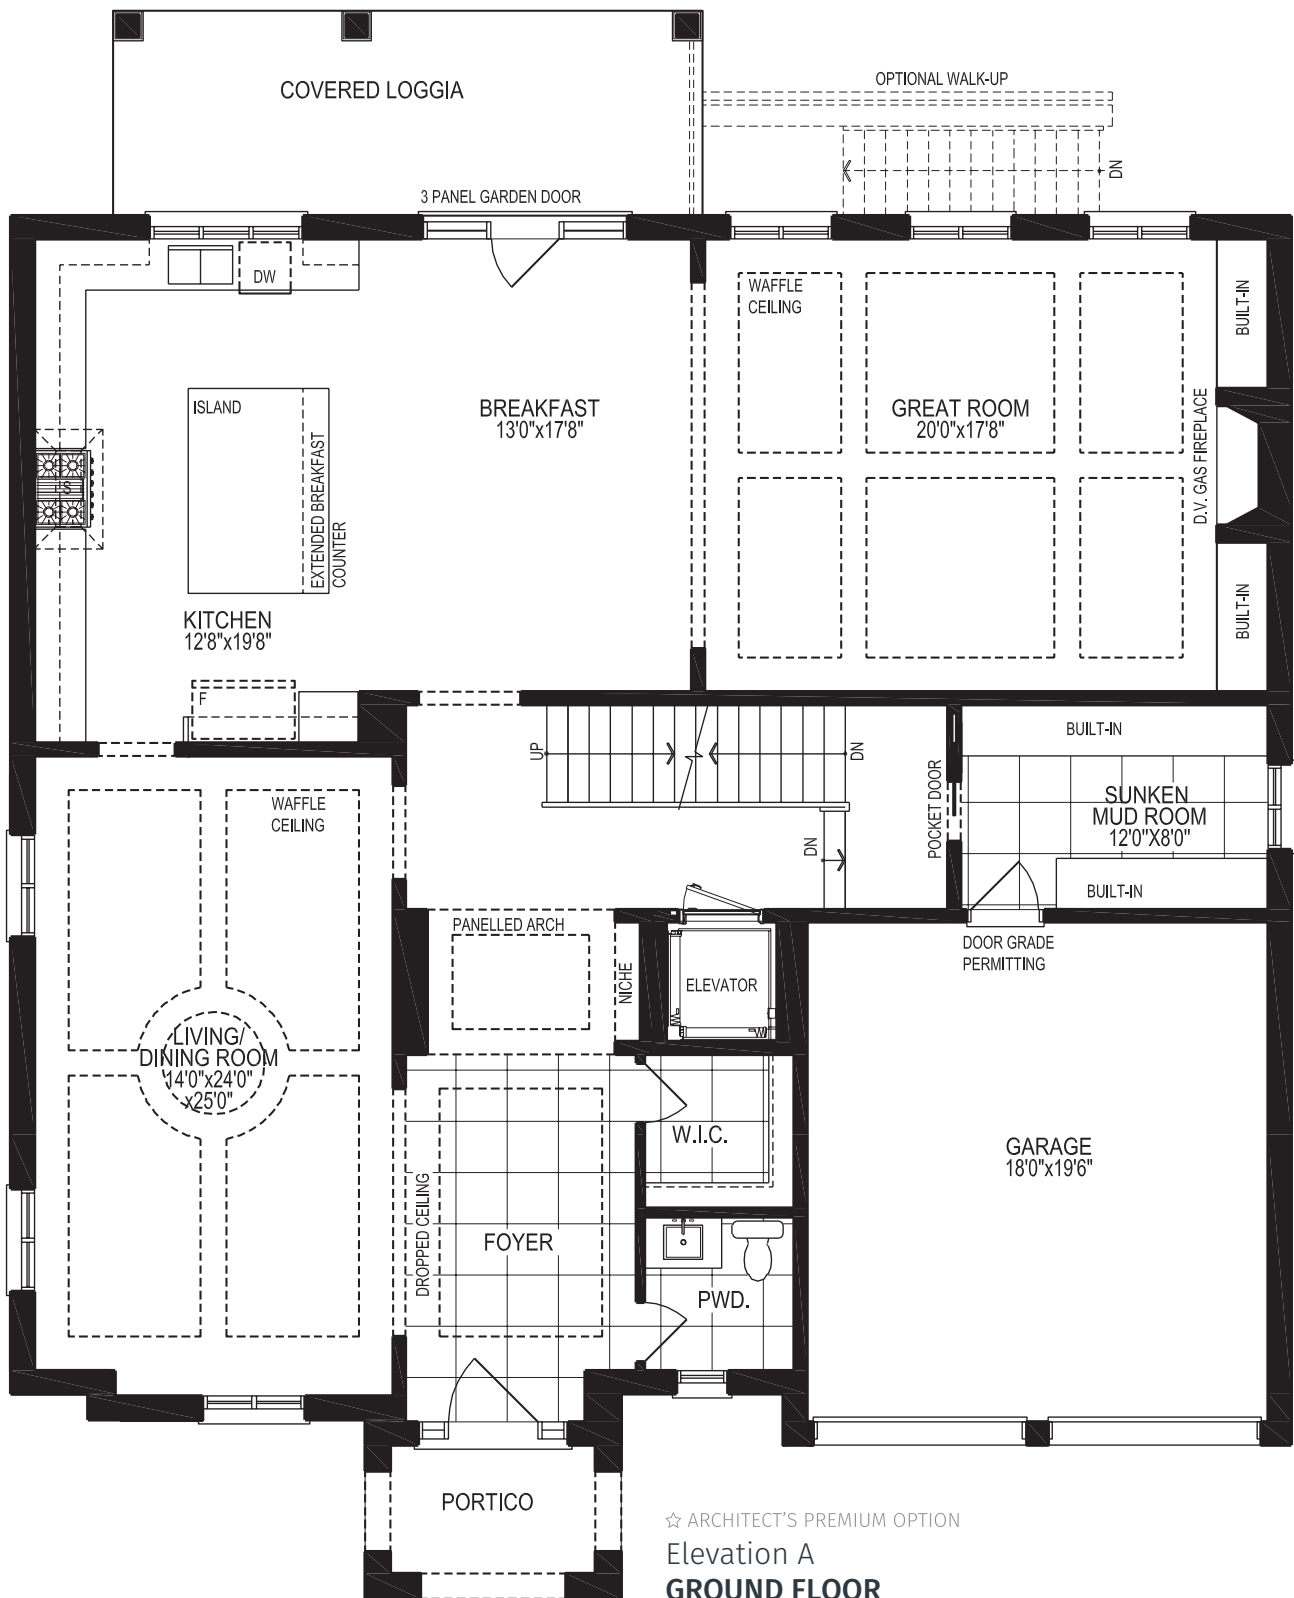 COVERED LOGGIA
OPTIONAL WALK-UP
DN
3 PANEL GARDEN DOOR
DW
WAFFLE
CEILING
BUILT-IN
ISLAND
BREAKFAST
13'0"x17'8"
GREAT ROOM
20'0"x17'8"
D.V. GAS FIREPLACE
S
EXTENDED BREAKFAST
COUNTER
KITCHEN
12'8"x19'8"
BUILT-IN
F
UP
DN
BUILT-IN
POCKET DOOR
SUNKEN
MUD ROOM
12'0"X8'0"
WAFFLE
CEILING
DN
BUILT-IN
PANELLED ARCH
NICHE
ELEVATOR
DOOR GRADE
PERMITTING
LIVING/
DINING ROOM
14'0"x24'0"
x25'0"
W.I.C.
GARAGE
18'0"x19'6"
DROPPED CEILING
FOYER
PWD.
PORTICO
☆ ARCHITECT'S PREMIUM OPTION
Elevation A
GROUND FLOOR